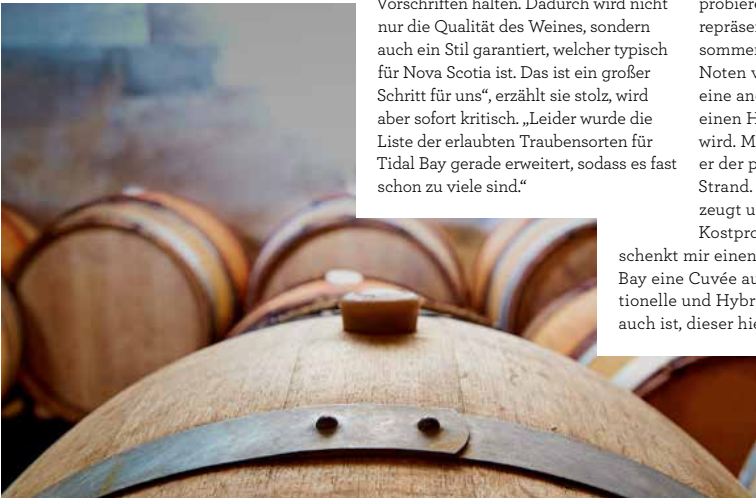 Vorschriften halten. Dadurch wird nicht
nur die Qualität des Weines, sondern
auch ein Stil garantiert, welcher typisch
für Nova Scotia ist. Das ist ein großer
Schritt für uns“, erzählt sie stolz, wird
aber sofort kritisch. „Leider wurde die
Liste der erlaubten Traubensorten für
Tidal Bay gerade erweitert, sodass es fast
schon zu viele sind.“
probiere
repräsen
sommer
Noten v
eine an
einen H
wird. M
er der p
Strand.
zeugt u
Kostpro
schenkt mir einen
Bay eine Cuvée au
tionelle und Hybr
auch ist, dieser hie